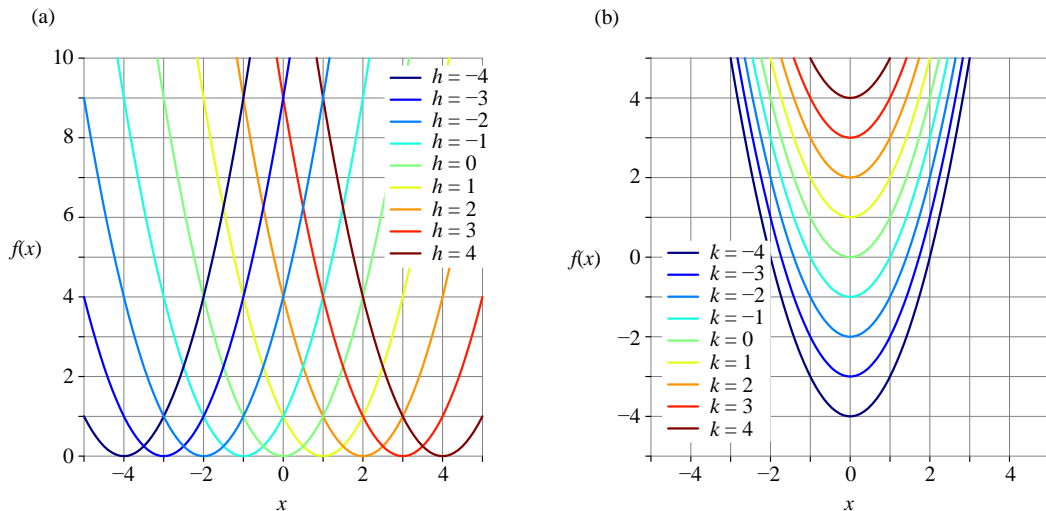 (a)
10
8
6
4
2
0
−4
−2
0
2
4
f(x)
x
h = −4
h = −3
h = −2
h = −1
h = 0
h = 1
h = 2
h = 3
h = 4
(b)
4
2
0
−2
−4
−4
−2
0
2
4
f(x)
x
k = −4
k = −3
k = −2
k = −1
k = 0
k = 1
k = 2
k = 3
k = 4